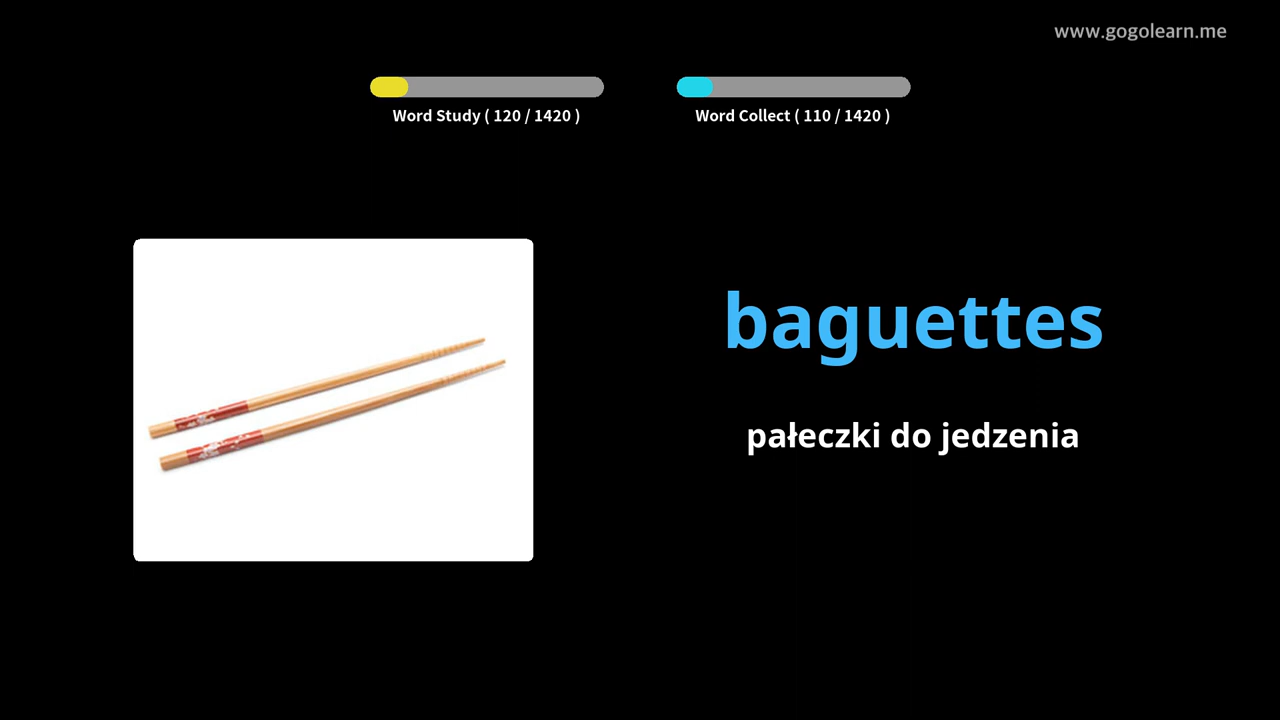 www.gogolearn.me
Word Study ( 120 / 1420 )
Word Collect ( 110 / 1420 )
baguettes
pałeczki do jedzenia